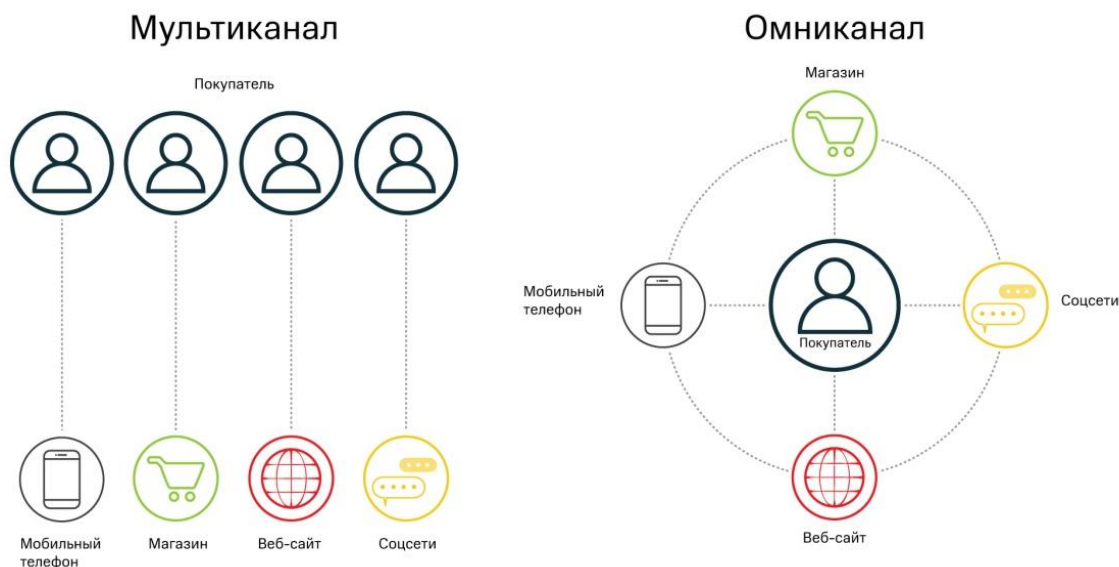 Мультиканал
Покупатель
Мобильный
телефон
Магазин
Веб-сайт
Соцсети
Омниканал
Магазин
Мобильный
телефон
Покупатель
Соцсети
Веб-сайт